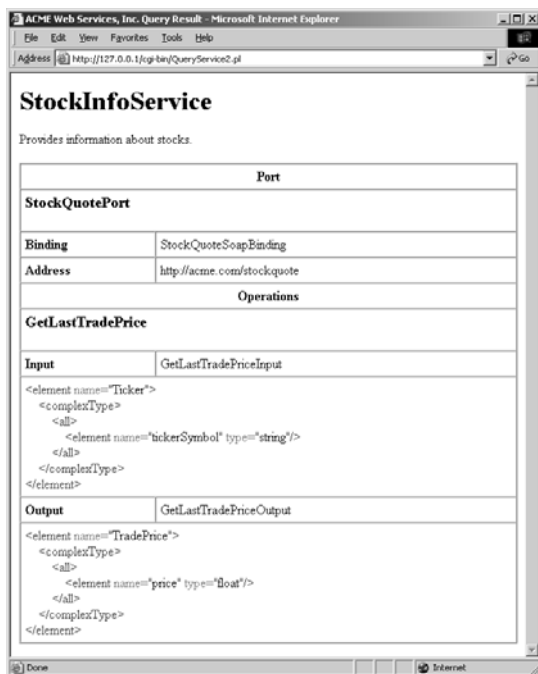 ACME Web Services, Inc. Query Result - Microsoft Internet Explorer
File Edit View Favorites Tools Help
Address http://127.0.0.1/cgi-bin/QueryService2.pl Go
StockInfoService
Provides information about stocks.
Port
StockQuotePort
Binding StockQuoteSoapBinding
Address http://acme.com/stockquote
Operations
GetLastTradePrice
Input GetLastTradePriceInput
<element name="Ticker">
<complexType>
<all>
<element name="tickerSymbol" type="string"/>
</all>
</complexType>
</element>
Output GetLastTradePriceOutput
<element name="TradePrice">
<complexType>
<all>
<element name="price" type="float"/>
</all>
</complexType>
</element>
Done Internet